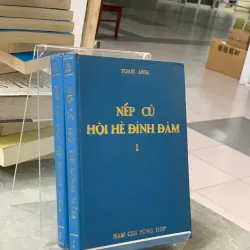 TOAN ÁNH
NẾP CŨ
HỘI HÈ ĐÌNH ĐÁM
I
NAM CHI TÙNG THƯ